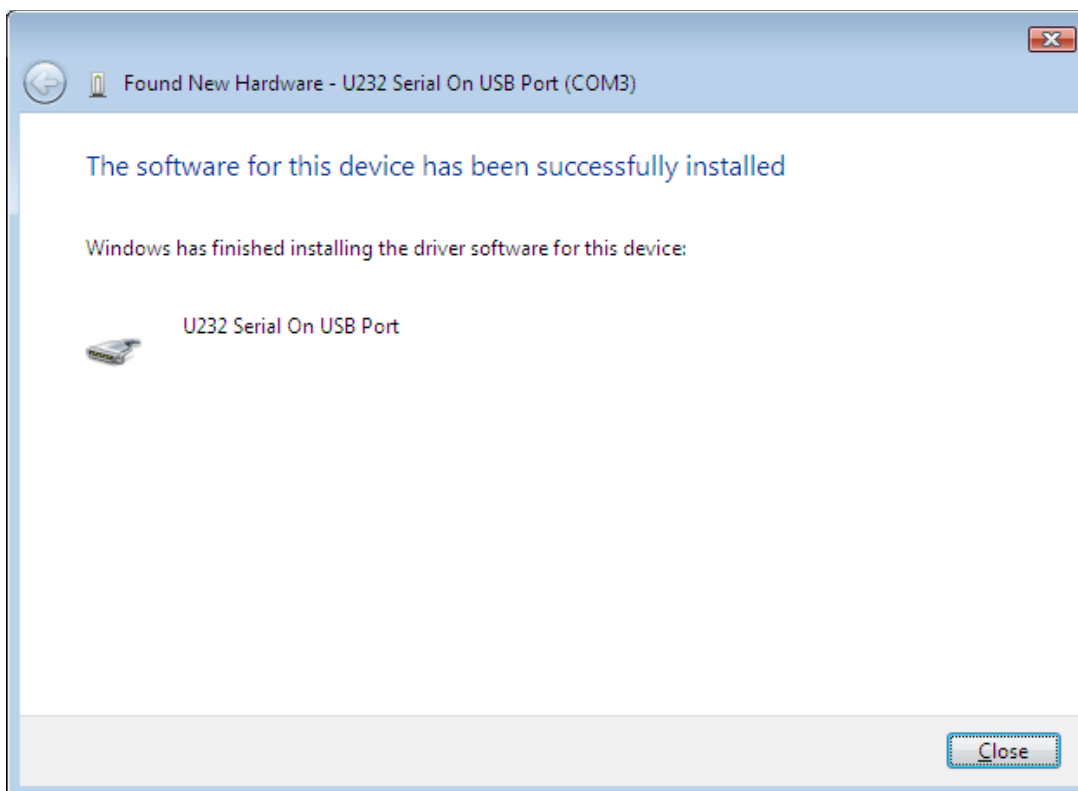 Found New Hardware - U232 Serial On USB Port (COM3)
The software for this device has been successfully installed
Windows has finished installing the driver software for this device:
U232 Serial On USB Port
Close